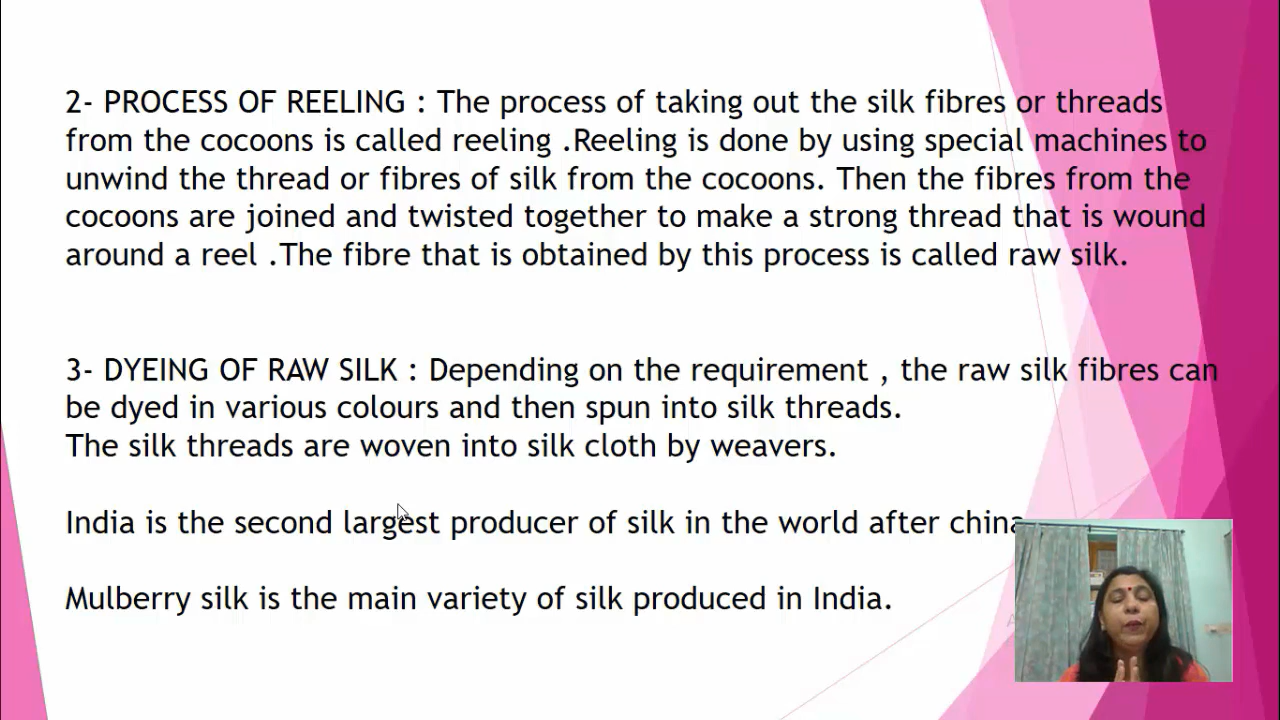 2- PROCESS OF REELING : The process of taking out the silk fibres or threads
from the cocoons is called reeling .Reeling is done by using special machines to
unwind the thread or fibres of silk from the cocoons. Then the fibres from the
cocoons are joined and twisted together to make a strong thread that is wound
around a reel .The fibre that is obtained by this process is called raw silk.
3- DYEING OF RAW SILK : Depending on the requirement , the raw silk fibres can
be dyed in various colours and then spun into silk threads.
The silk threads are woven into silk cloth by weavers.
India is the second largest producer of silk in the world after china
Mulberry silk is the main variety of silk produced in India.